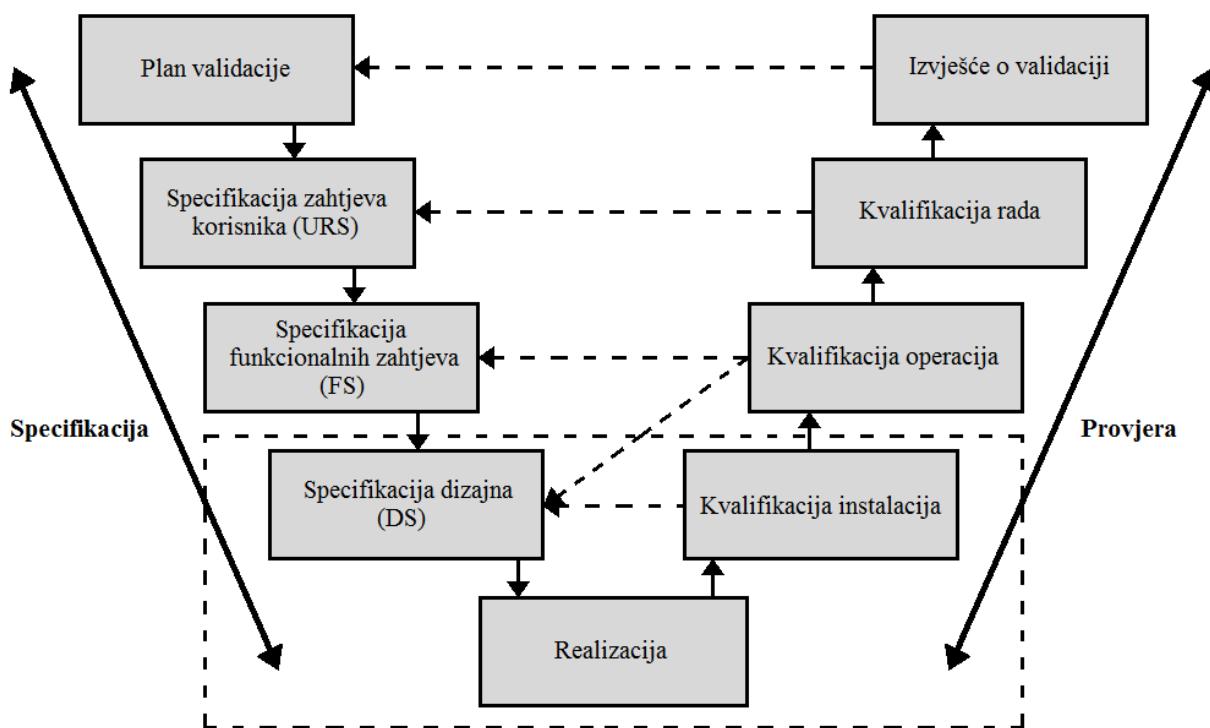 Plan validacije
Izvješće o validaciji
Specifikacija zahtjeva
korisnika (URS)
Kvalifikacija rada
Specifikacija
funkcionalnih zahtjeva
(FS)
Kvalifikacija operacija
Specifikacija
Provjera
Specifikacija dizajna
(DS)
Kvalifikacija instalacija
Realizacija